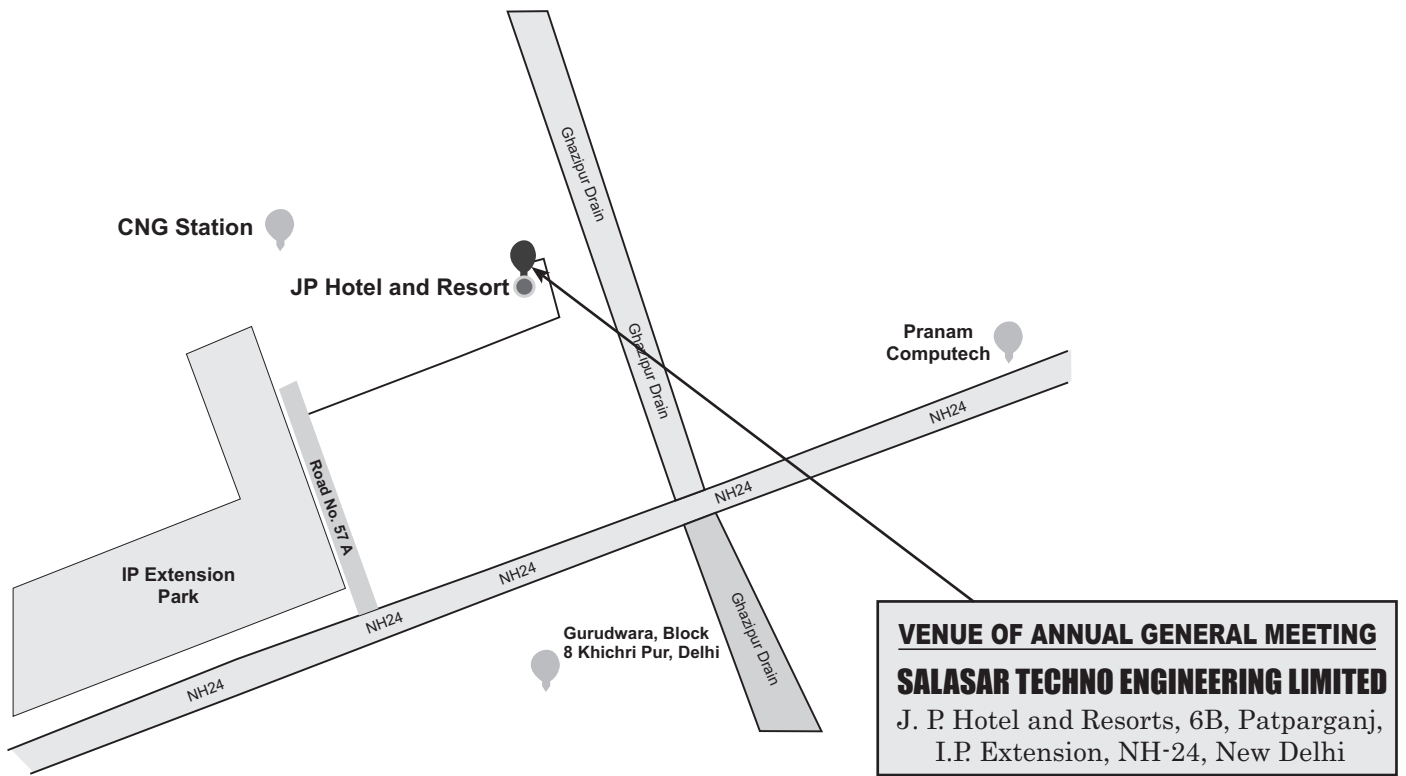 Ghazipur Drain
CNG Station
JP Hotel and Resort
Ghazipur Drain
Pranam
Computech
NH24
Road No. 57 A
NH24
IP Extension
Park
NH24
NH24
Ghazipur Drain
Gurudwara, Block
8 Khichri Pur, Delhi
NH24
VENUE OF ANNUAL GENERAL MEETING
SALASAR TECHNO ENGINEERING LIMITED
J. P. Hotel and Resorts, 6B, Patparganj,
I.P. Extension, NH-24, New Delhi